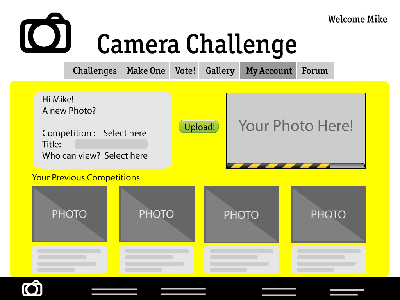 Welcome Mike
Camera Challenge
Challenges Make One Vote! Gallery My Account Forum
Hi Mike!
A new Photo?
Competition : Select here
Title:
Who can view? Select here
Upload!
Your Photo Here!
Your Previous Competitions
PHOTO PHOTO PHOTO PHOTO